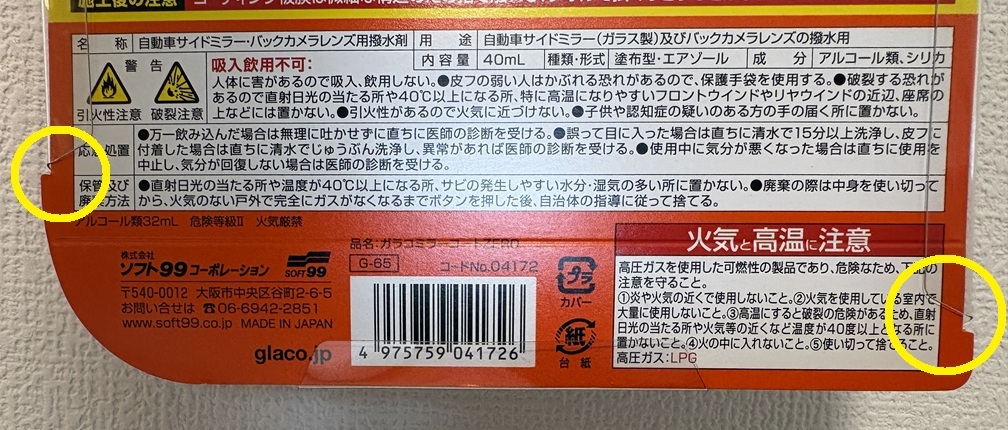 施工後の注意
名 称 自動車サイドミラー・バックカメラレンズ用撥水剤 用 途 自動車サイドミラー(ガラス製)及びバックカメラレンズの撥水用
内容量 40mL 種類・形式 塗布型・エアゾール 成 分 アルコール類、シリカ
警 告
引火性注意 破裂注意
吸入飲用不可:
人体に害があるので吸入、飲用しない。●皮フの弱い人はかぶれる恐れがあるので、保護手袋を使用する。●破裂する恐れが
あるので直射日光の当たる所や40℃以上になる所、特に高温になりやすいフロントウインドやリヤウインドの近辺、座席の
上などには置かない。●引火性があるので火気に近づけない。●子供や認知症の疑いのある方の手の届く所に置かない。
応急処置
●万一飲み込んだ場合は無理に吐かせずに直ちに医師の診断を受ける。●誤って目に入った場合は直ちに清水で15分以上洗浄し、皮フに
付着した場合は直ちに清水でじゅうぶん洗浄し、異常があれば医師の診断を受ける。●使用中に気分が悪くなった場合は直ちに使用を
中止し、気分が回復しない場合は医師の診断を受ける。
保管及び
廃棄方法
●直射日光の当たる所や温度が40℃以上になる所、サビの発生しやすい水分・湿気の多い所に置かない。●廃棄の際は中身を使い切って
から、火気のない戸外で完全にガスがなくなるまでボタンを押した後、自治体の指導に従って捨てる。
アルコール類32mL 危険等級Ⅱ 火気厳禁
株式会社
ソフト99コーポレーション
SOFT99
〒540-0012 大阪市中央区谷町2-6-5
お問い合せは ☎06-6942-2851
www.soft99.co.jp MADE IN JAPAN
glaco.jp
品名:ガラコミラーコートZERO
G-65 コードNo.04172
4 975759 041726
プラ
カバー
紙
台 紙
火気と高温に注意
高圧ガスを使用した可燃性の製品であり、危険なため、下記の
注意を守ること。
①炎や火気の近くで使用しないこと。②火気を使用している室内で
大量に使用しないこと。③高温にすると破裂の危険があるため、直射
日光の当たる所や火気等の近くなど温度が40度以上となる所に
置かないこと。④火の中に入れないこと。⑤使い切って捨てること。
高圧ガス:LPG